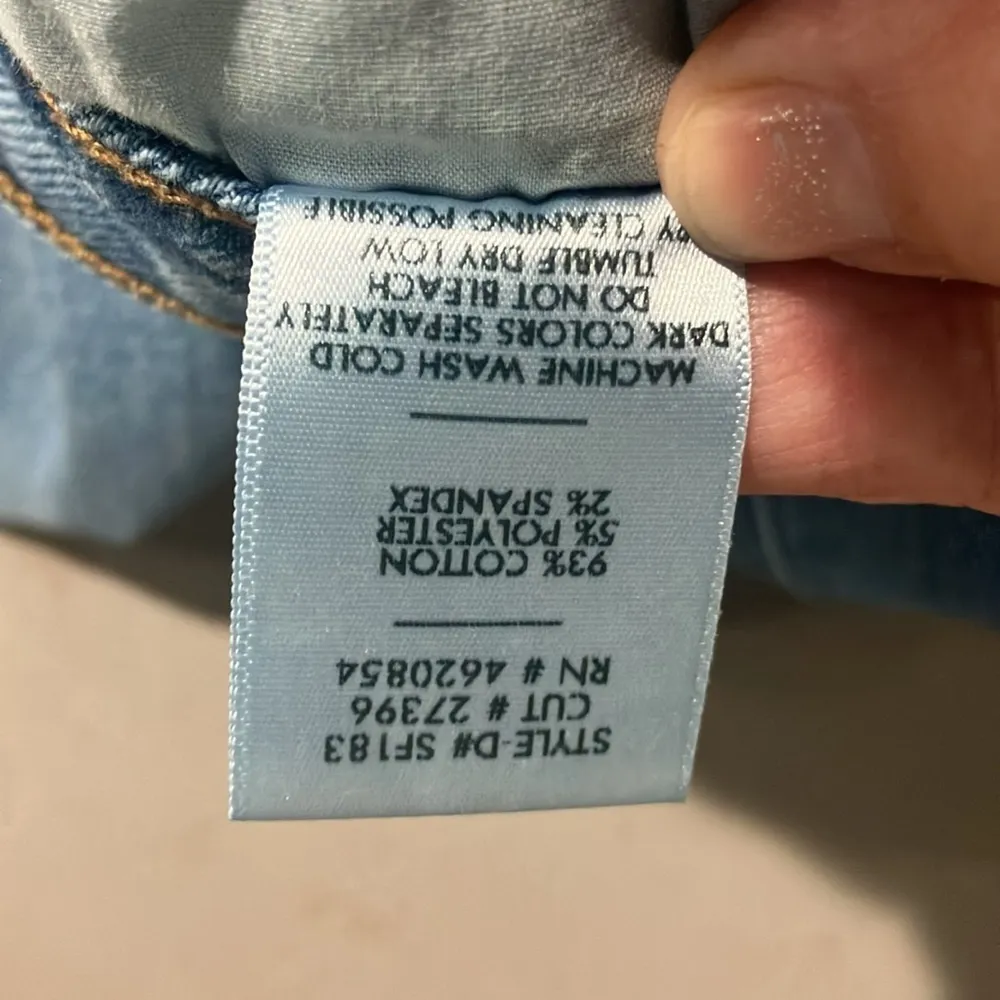 STYLE-D# SF183
CUT # 27396
RN # 4620854
93% COTTON
5% POLYESTER
2% SPANDEX
MACHINE WASH COLD
DARK COLORS SEPARATELY
DO NOT BLEACH
TUMBLE DRY LOW
CLEANING POSSIBLE